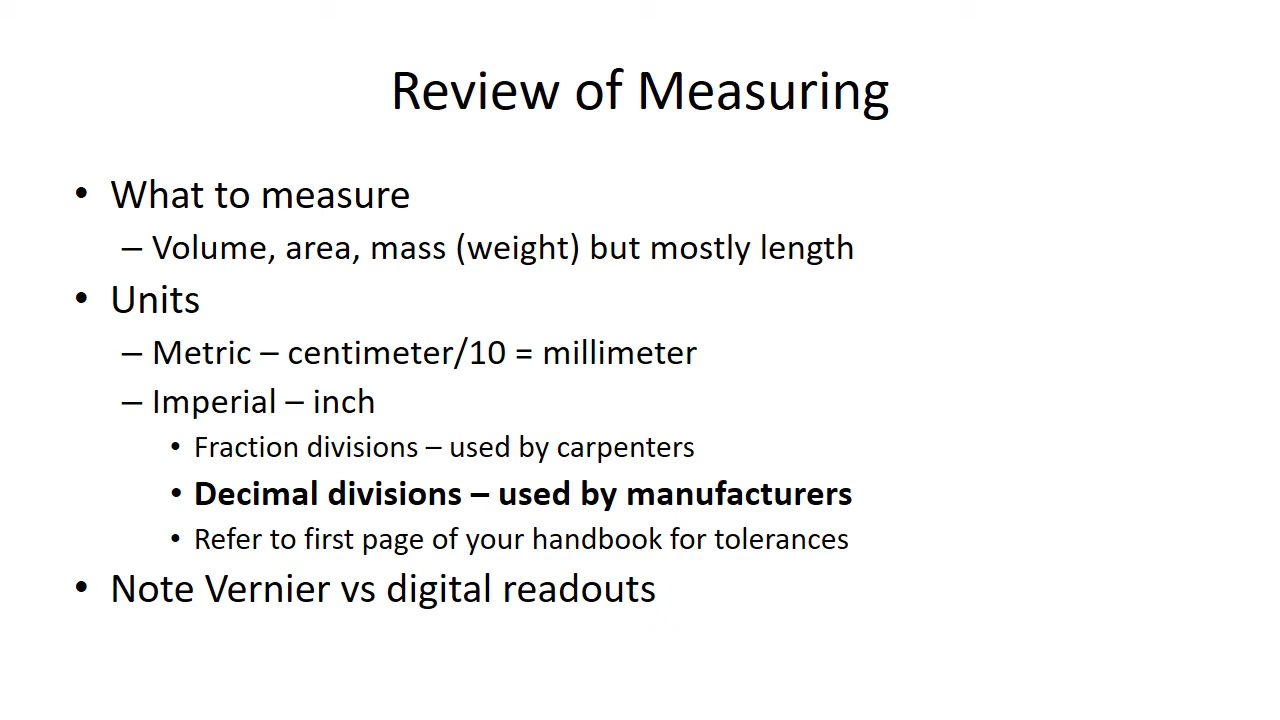 Review of Measuring
• What to measure
– Volume, area, mass (weight) but mostly length
• Units
– Metric – centimeter/10 = millimeter
– Imperial – inch
• Fraction divisions – used by carpenters
• Decimal divisions – used by manufacturers
• Refer to first page of your handbook for tolerances
• Note Vernier vs digital readouts